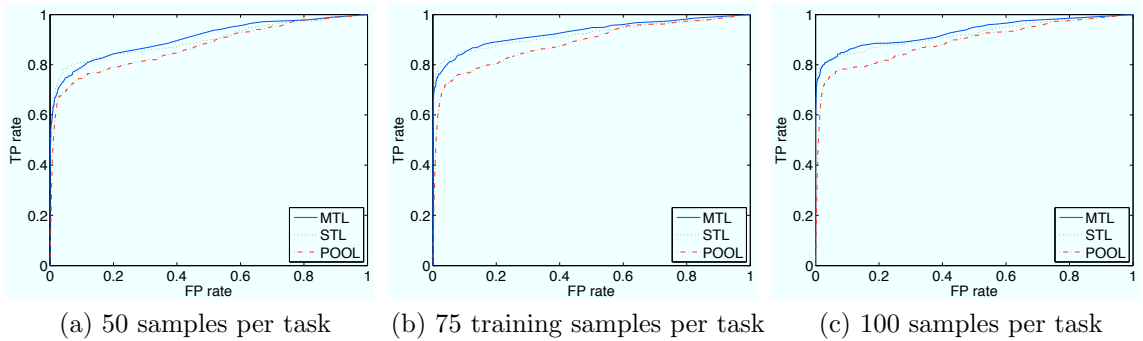 1
0.8
0.6
0.4
0.2
0
TP rate
0
0.2
0.4
0.6
0.8
1
FP rate
MTL
STL
POOL
(a) 50 samples per task
1
0.8
0.6
0.4
0.2
0
TP rate
0
0.2
0.4
0.6
0.8
1
FP rate
MTL
STL
POOL
(b) 75 training samples per task
1
0.8
0.6
0.4
0.2
0
TP rate
0
0.2
0.4
0.6
0.8
1
FP rate
MTL
STL
POOL
(c) 100 samples per task